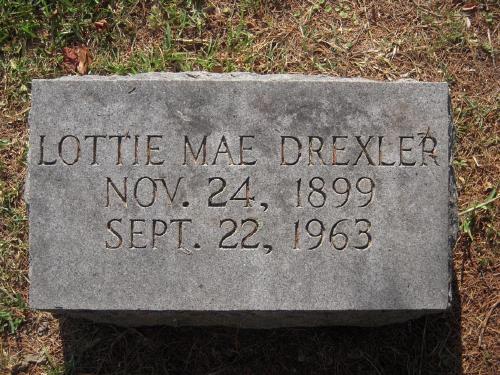 LOTTIE MAE DREXLER
NOV. 24, 1899
SEPT. 22, 1963